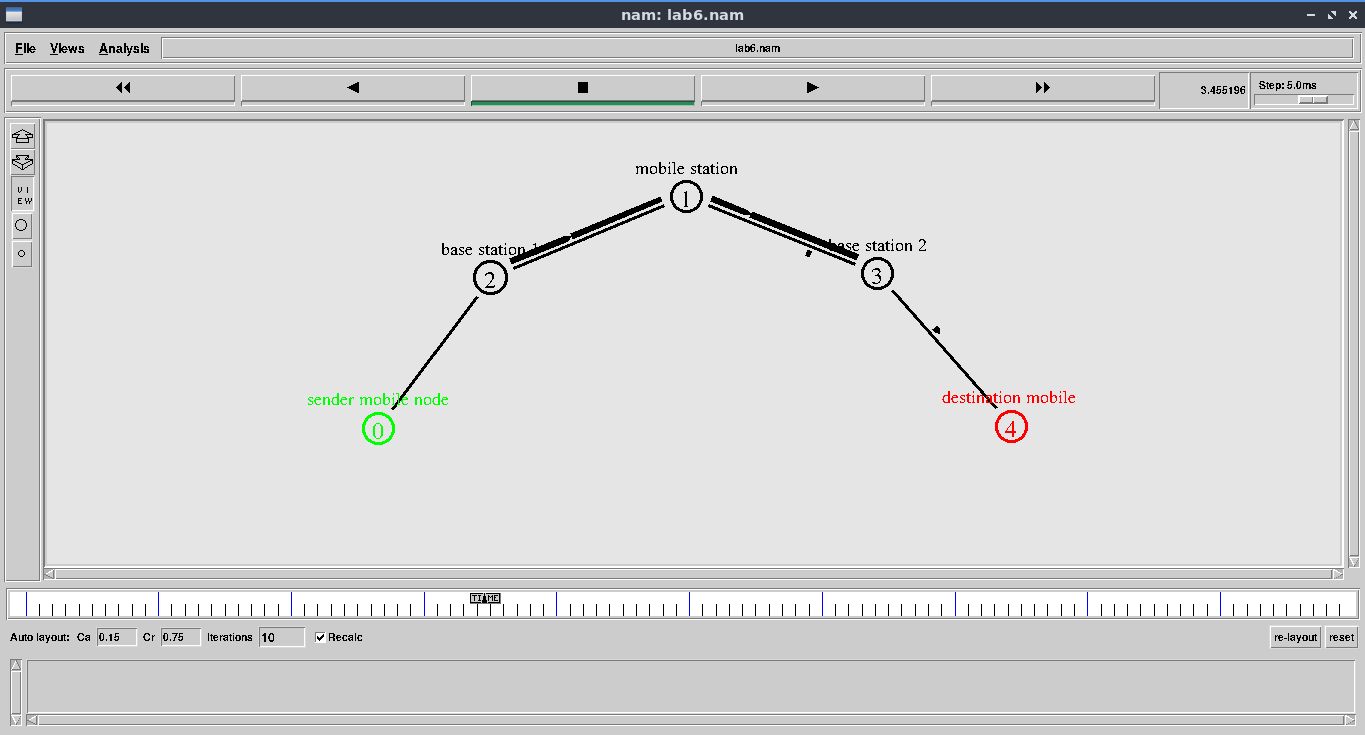 nam: lab6.nam
File Views Analysis lab6.nam
3.455196 Step: 5.0ms
VIEW
mobile station
1
base station 1
2
base station 2
3
sender mobile node
0
destination mobile
4
TIME
Auto layout: Ca 0.15 Cr 0.75 Iterations 10 Recalc re-layout reset